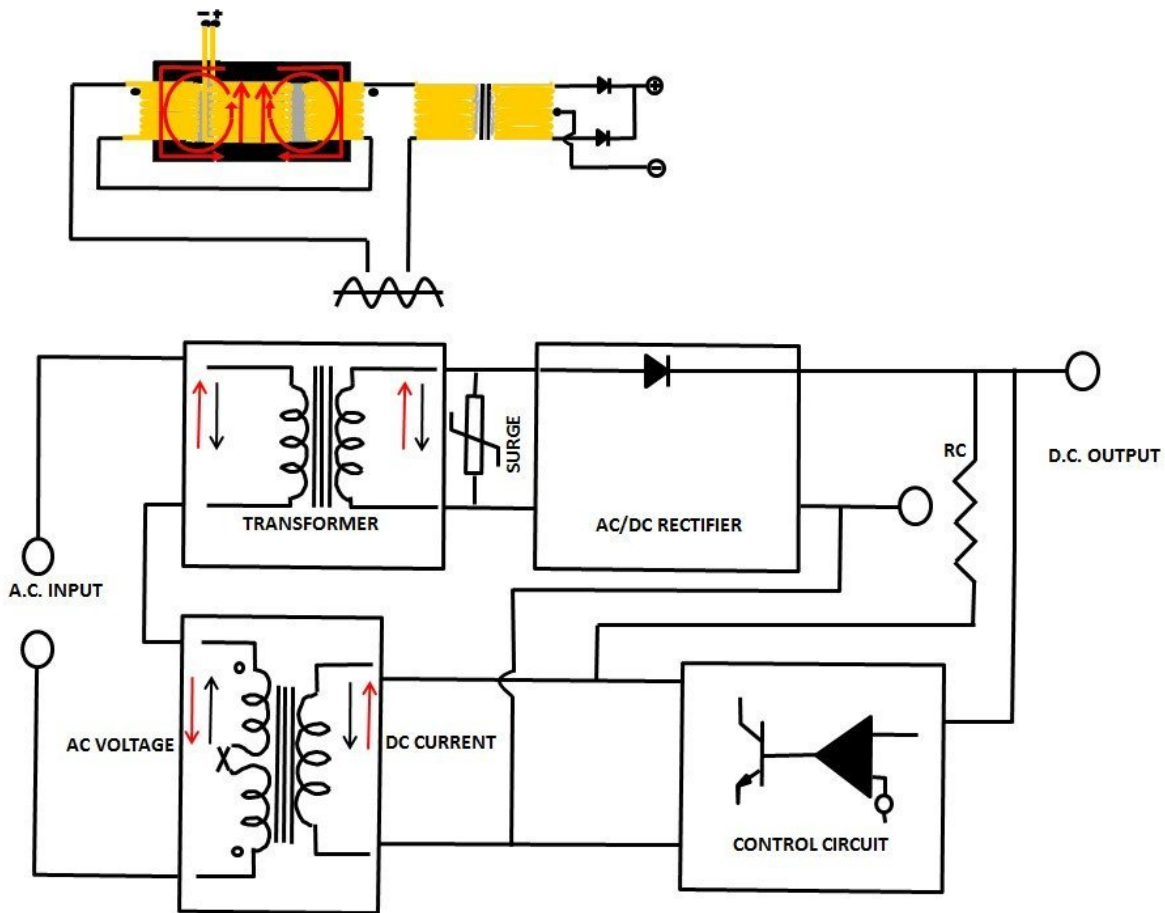 − +
+
−
SURGE
RC
D.C. OUTPUT
TRANSFORMER
AC/DC RECTIFIER
A.C. INPUT
AC VOLTAGE
DC CURRENT
CONTROL CIRCUIT